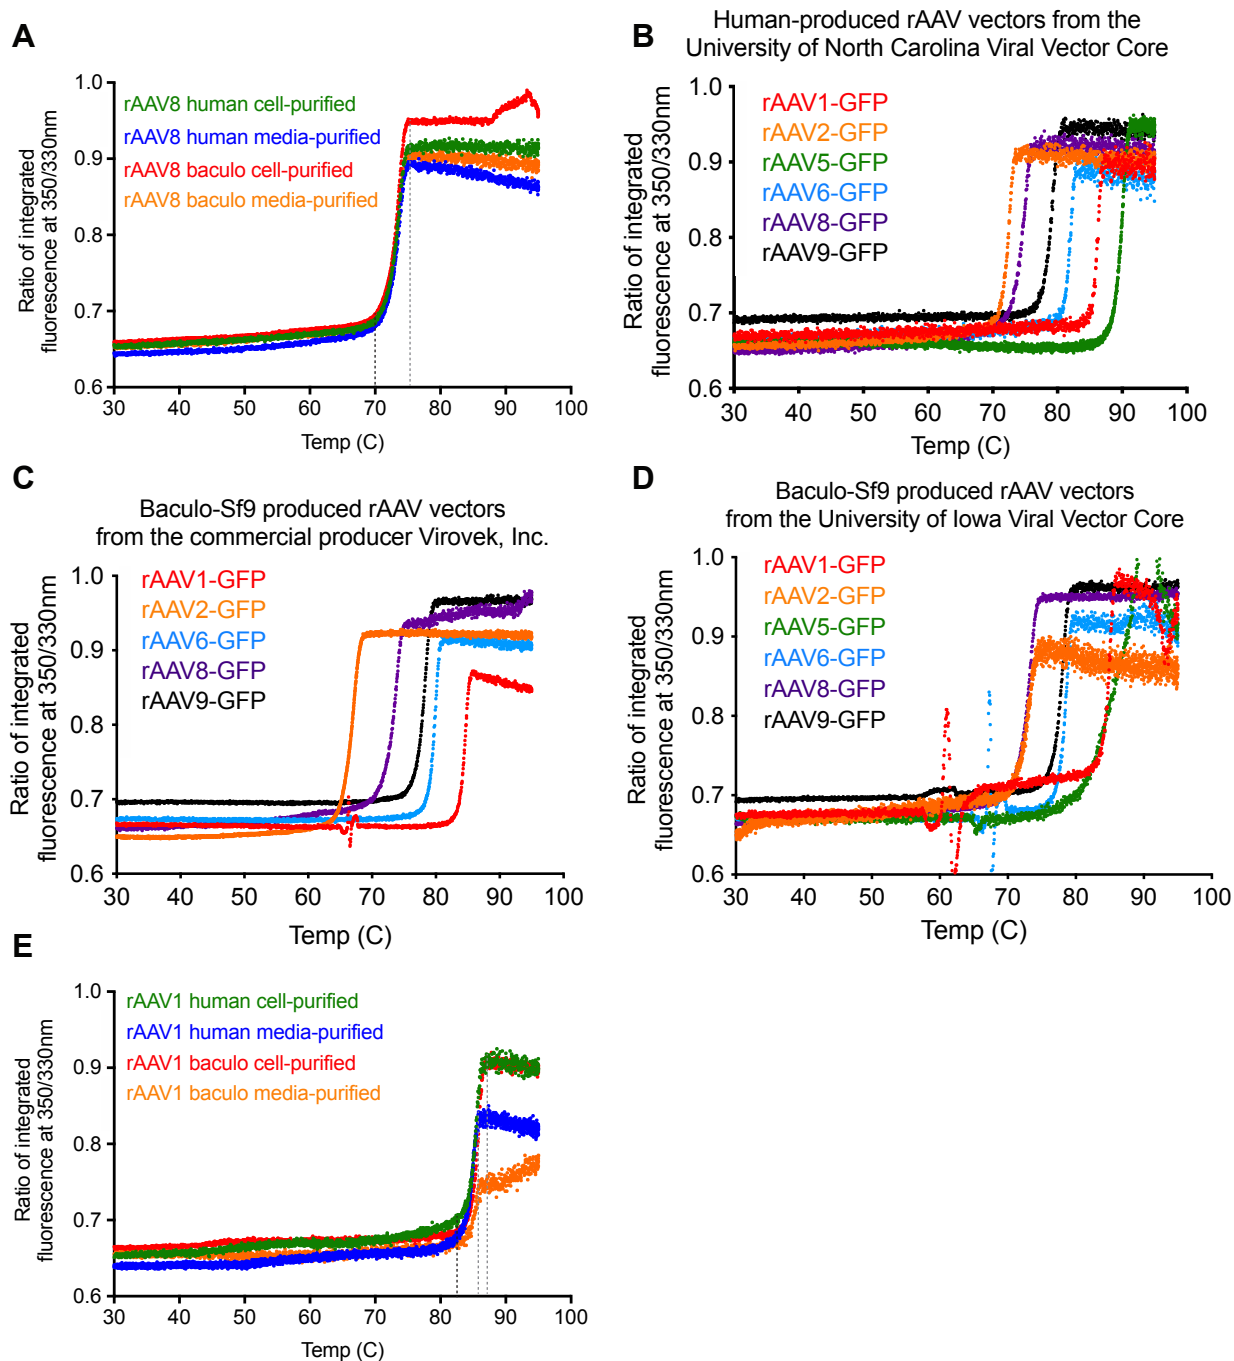 A
rAAV8 human cell-purified
rAAV8 human media-purified
rAAV8 baculo cell-purified
rAAV8 baculo media-purified
Ratio of integrated
fluorescence at 350/330nm
1.0
0.9
0.8
0.7
0.6
30 40 50 60 70 80 90 100
Temp (C)
B
Human-produced rAAV vectors from the
University of North Carolina Viral Vector Core
rAAV1-GFP
rAAV2-GFP
rAAV5-GFP
rAAV6-GFP
rAAV8-GFP
rAAV9-GFP
Ratio of integrated
fluorescence at 350/330nm
1.0
0.9
0.8
0.7
0.6
30 40 50 60 70 80 90 100
Temp (C)
C
Baculo-Sf9 produced rAAV vectors
from the commercial producer Virovek, Inc.
rAAV1-GFP
rAAV2-GFP
rAAV6-GFP
rAAV8-GFP
rAAV9-GFP
Ratio of integrated
fluorescence at 350/330nm
1.0
0.9
0.8
0.7
0.6
30 40 50 60 70 80 90 100
Temp (C)
D
Baculo-Sf9 produced rAAV vectors
from the University of Iowa Viral Vector Core
rAAV1-GFP
rAAV2-GFP
rAAV5-GFP
rAAV6-GFP
rAAV8-GFP
rAAV9-GFP
Ratio of integrated
fluorescence at 350/330nm
1.0
0.9
0.8
0.7
0.6
30 40 50 60 70 80 90 100
Temp (C)
E
rAAV1 human cell-purified
rAAV1 human media-purified
rAAV1 baculo cell-purified
rAAV1 baculo media-purified
Ratio of integrated
fluorescence at 350/330nm
1.0
0.9
0.8
0.7
0.6
30 40 50 60 70 80 90 100
Temp (C)